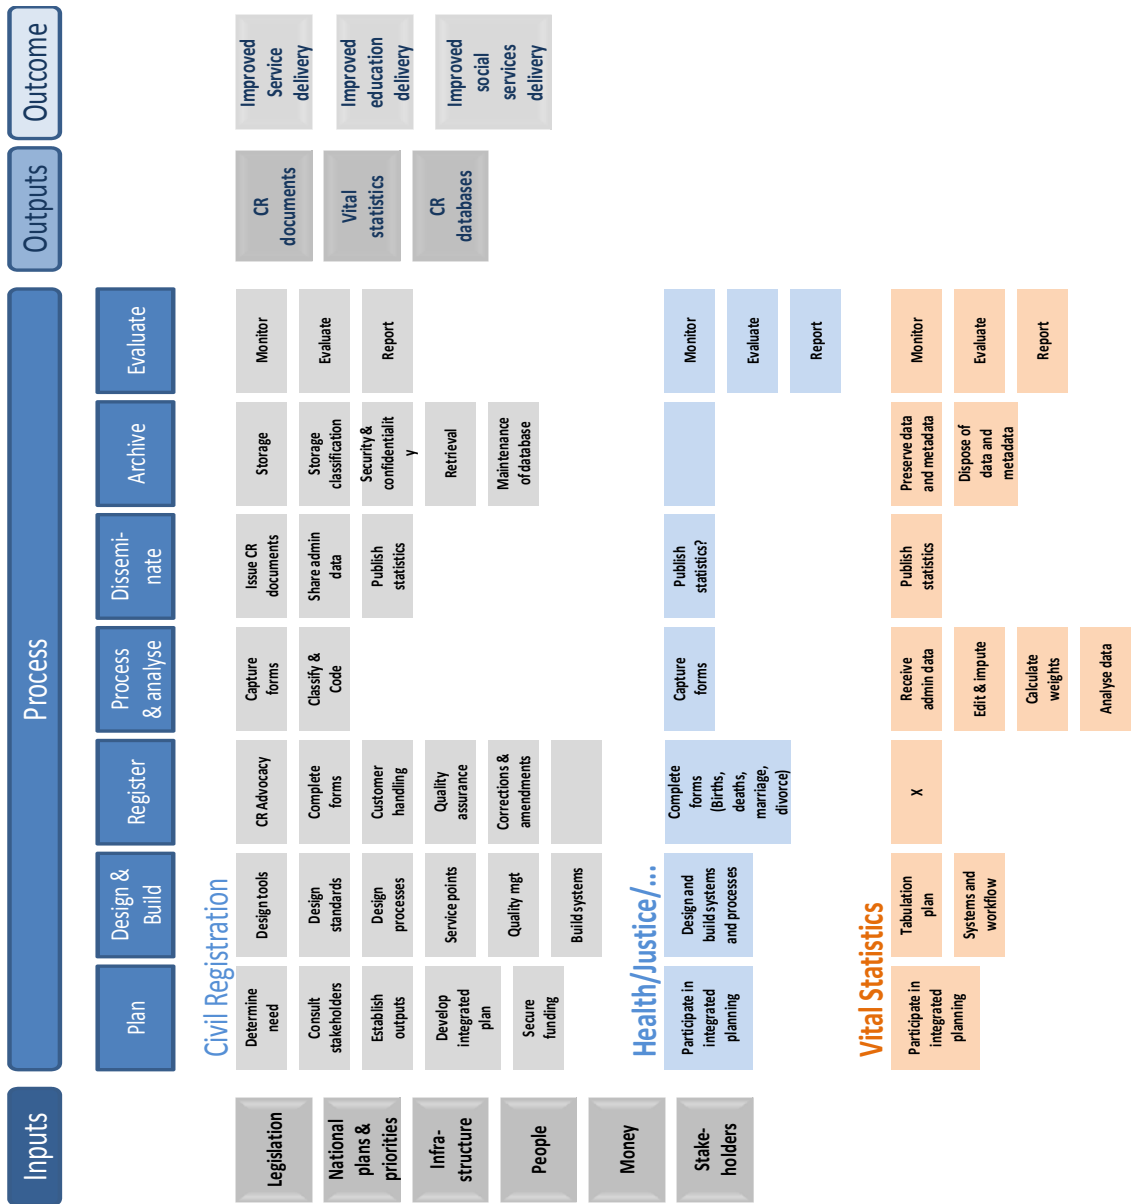 Inputs
Process
Outputs
Outcome
Plan
Design &
Build
Register
Process
& analyse
Dissemi-
nate
Archive
Evaluate
Legislation
National
plans &
priorities
Infra-
structure
People
Money
Stake-
holders
Civil Registration
Determine
need
Consult
stakeholders
Establish
outputs
Develop
integrated
plan
Secure
funding
Design tools
Design
standards
Design
processes
Service points
Quality mgt
Build systems
CR Advocacy
Complete
forms
Customer
handling
Quality
assurance
Corrections &
amendments
Capture
forms
Classify &
Code
Issue CR
documents
Share admin
data
Publish
statistics
Storage
Storage
classification
Security &
confidentialit
y
Retrieval
Maintenance
of database
Monitor
Evaluate
Report
CR
documents
Vital
statistics
CR
databases
Improved
Service
delivery
Improved
education
delivery
Improved
social
services
delivery
Health/Justice/...
Participate in
integrated
planning
Design and
build systems
and processes
Complete
forms
(Births,
deaths,
marriage,
divorce)
Capture
forms
Publish
statistics?
Monitor
Evaluate
Report
Vital Statistics
Participate in
integrated
planning
Tabulation
plan
Systems and
workflow
X
Receive
admin data
Edit & impute
Calculate
weights
Analyse data
Publish
statistics
Preserve data
and metadata
Dispose of
data and
metadata
Monitor
Evaluate
Report